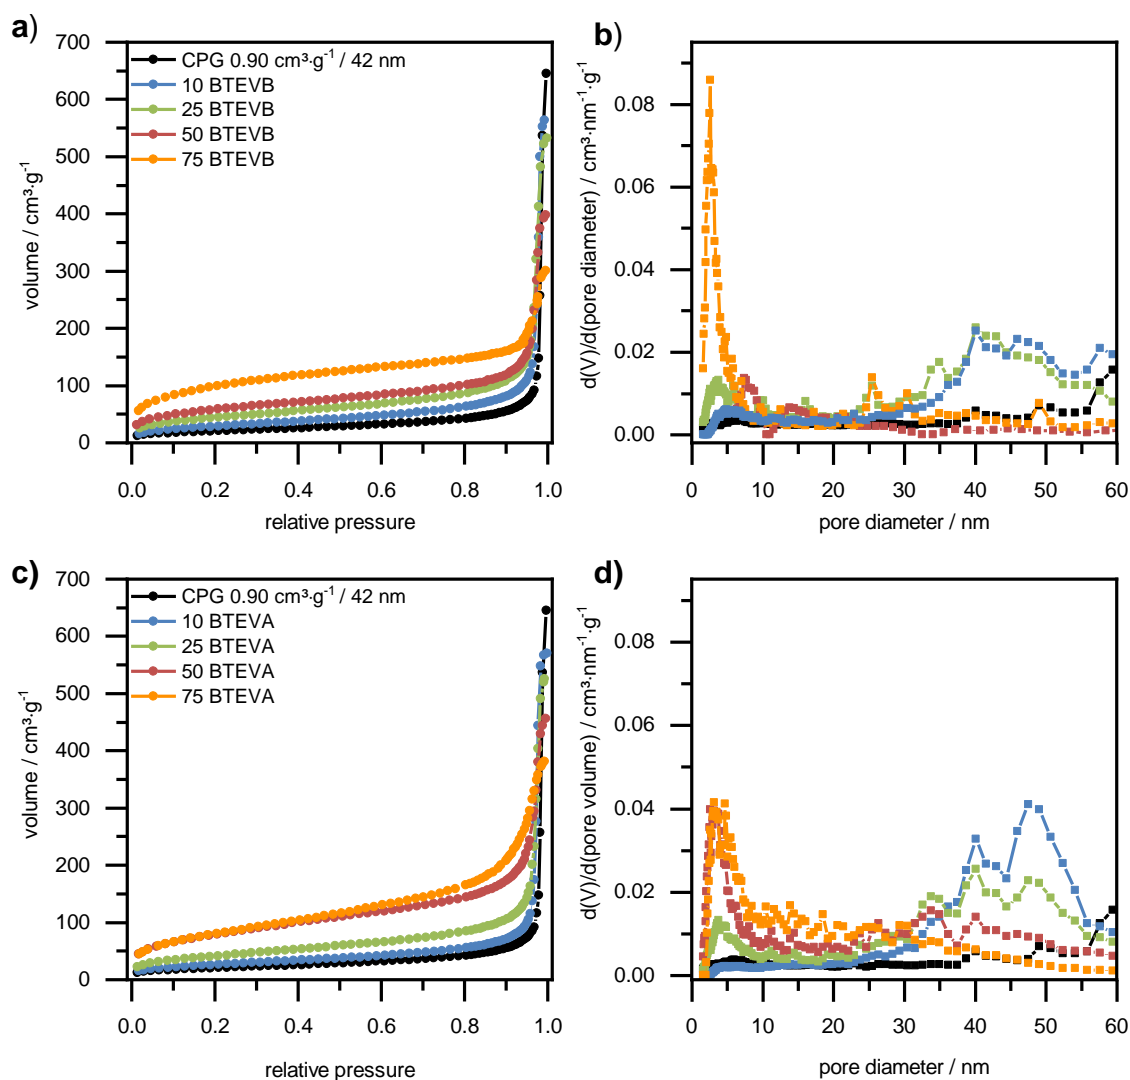 a)
volume / cm³·g⁻¹
700
600
500
400
300
200
100
0
CPG 0.90 cm³·g⁻¹ / 42 nm
10 BTEVB
25 BTEVB
50 BTEVB
75 BTEVB
0.0 0.2 0.4 0.6 0.8 1.0
relative pressure
b)
d(V)/d(pore diameter) / cm³·nm⁻¹·g⁻¹
0.08
0.06
0.04
0.02
0.00
0 10 20 30 40 50 60
pore diameter / nm
c)
volume / cm³·g⁻¹
700
600
500
400
300
200
100
0
CPG 0.90 cm³·g⁻¹ / 42 nm
10 BTEVA
25 BTEVA
50 BTEVA
75 BTEVA
0.0 0.2 0.4 0.6 0.8 1.0
relative pressure
d)
d(V)/d(pore volume) / cm³·nm⁻¹·g⁻¹
0.08
0.06
0.04
0.02
0.00
0 10 20 30 40 50 60
pore diameter / nm